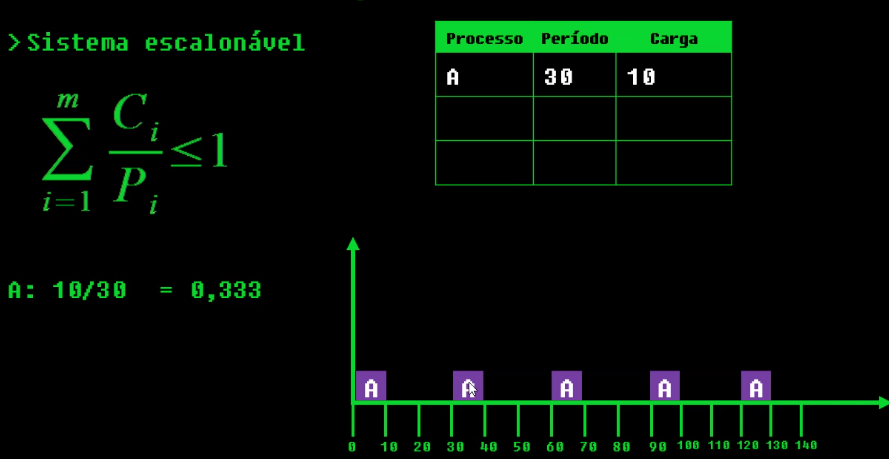 >Sistema escalonável
Processo Período Carga
A 30 10
m
∑ Ci/Pi ≤ 1
i=1
A: 10/30 = 0,333
A A A A A
0 10 20 30 40 50 60 70 80 90 100 110 120 130 140